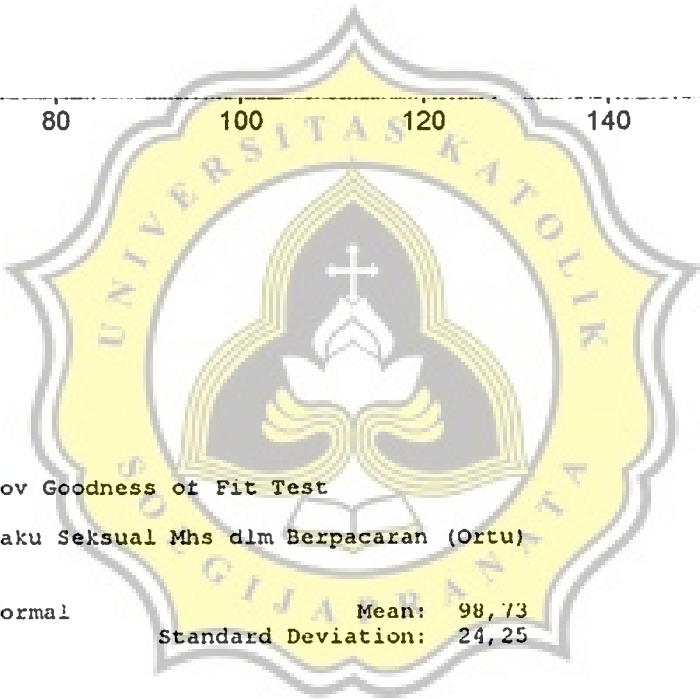 80 100 120 140
UNIVERSITAS KATOLIK
SOEGIJAPRANATA
ov Goodness of Fit Test
aku Seksual Mhs dlm Berpacaran (Ortu)
ormal Mean: 98,73
Standard Deviation: 24,25